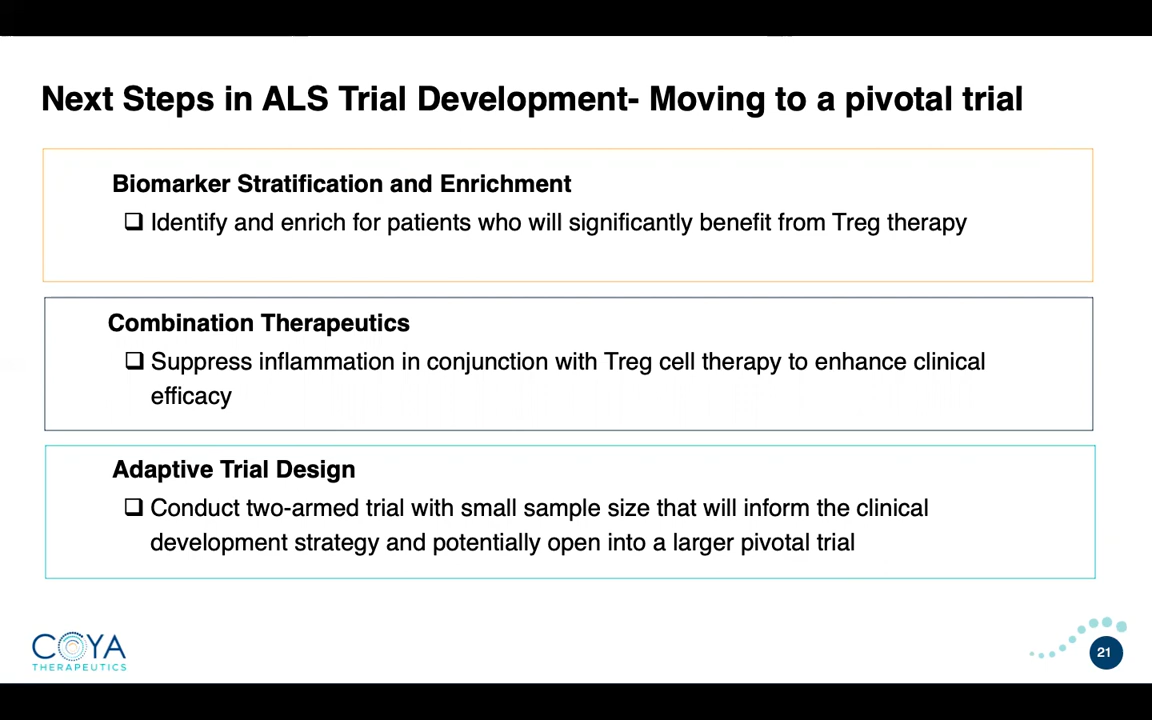 Next Steps in ALS Trial Development- Moving to a pivotal trial
Biomarker Stratification and Enrichment
❑ Identify and enrich for patients who will significantly benefit from Treg therapy
Combination Therapeutics
❑ Suppress inflammation in conjunction with Treg cell therapy to enhance clinical
efficacy
Adaptive Trial Design
❑ Conduct two-armed trial with small sample size that will inform the clinical
development strategy and potentially open into a larger pivotal trial
COYA
THERAPEUTICS
21